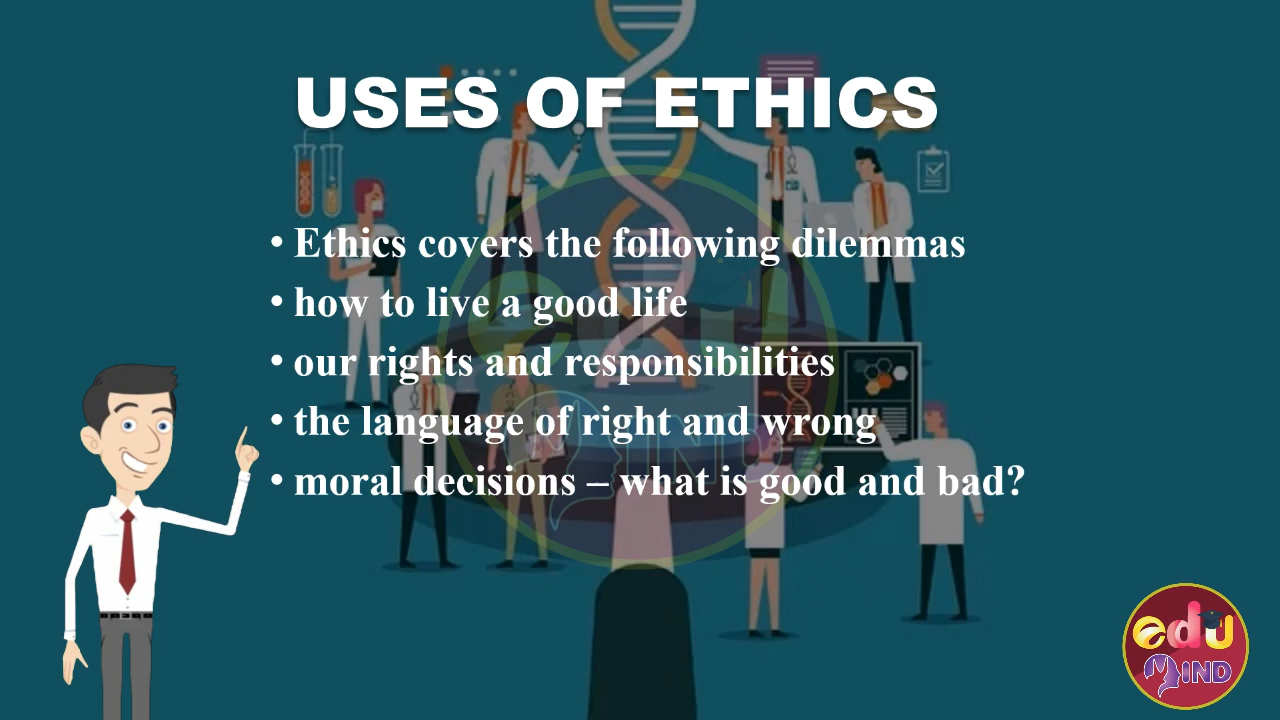 USES OF ETHICS
• Ethics covers the following dilemmas
• how to live a good life
• our rights and responsibilities
• the language of right and wrong
• moral decisions – what is good and bad?
edu
MIND